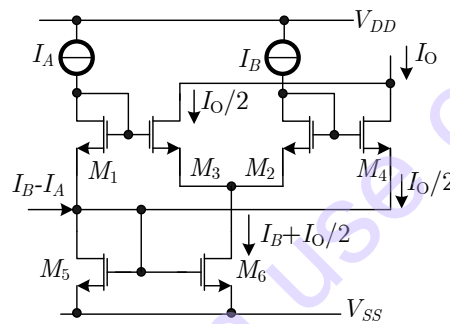 V_DD
I_A
I_B
I_O
I_O/2
M_1
M_3
M_2
M_4
I_B-I_A
I_O/2
I_B+I_O/2
M_5
M_6
V_SS